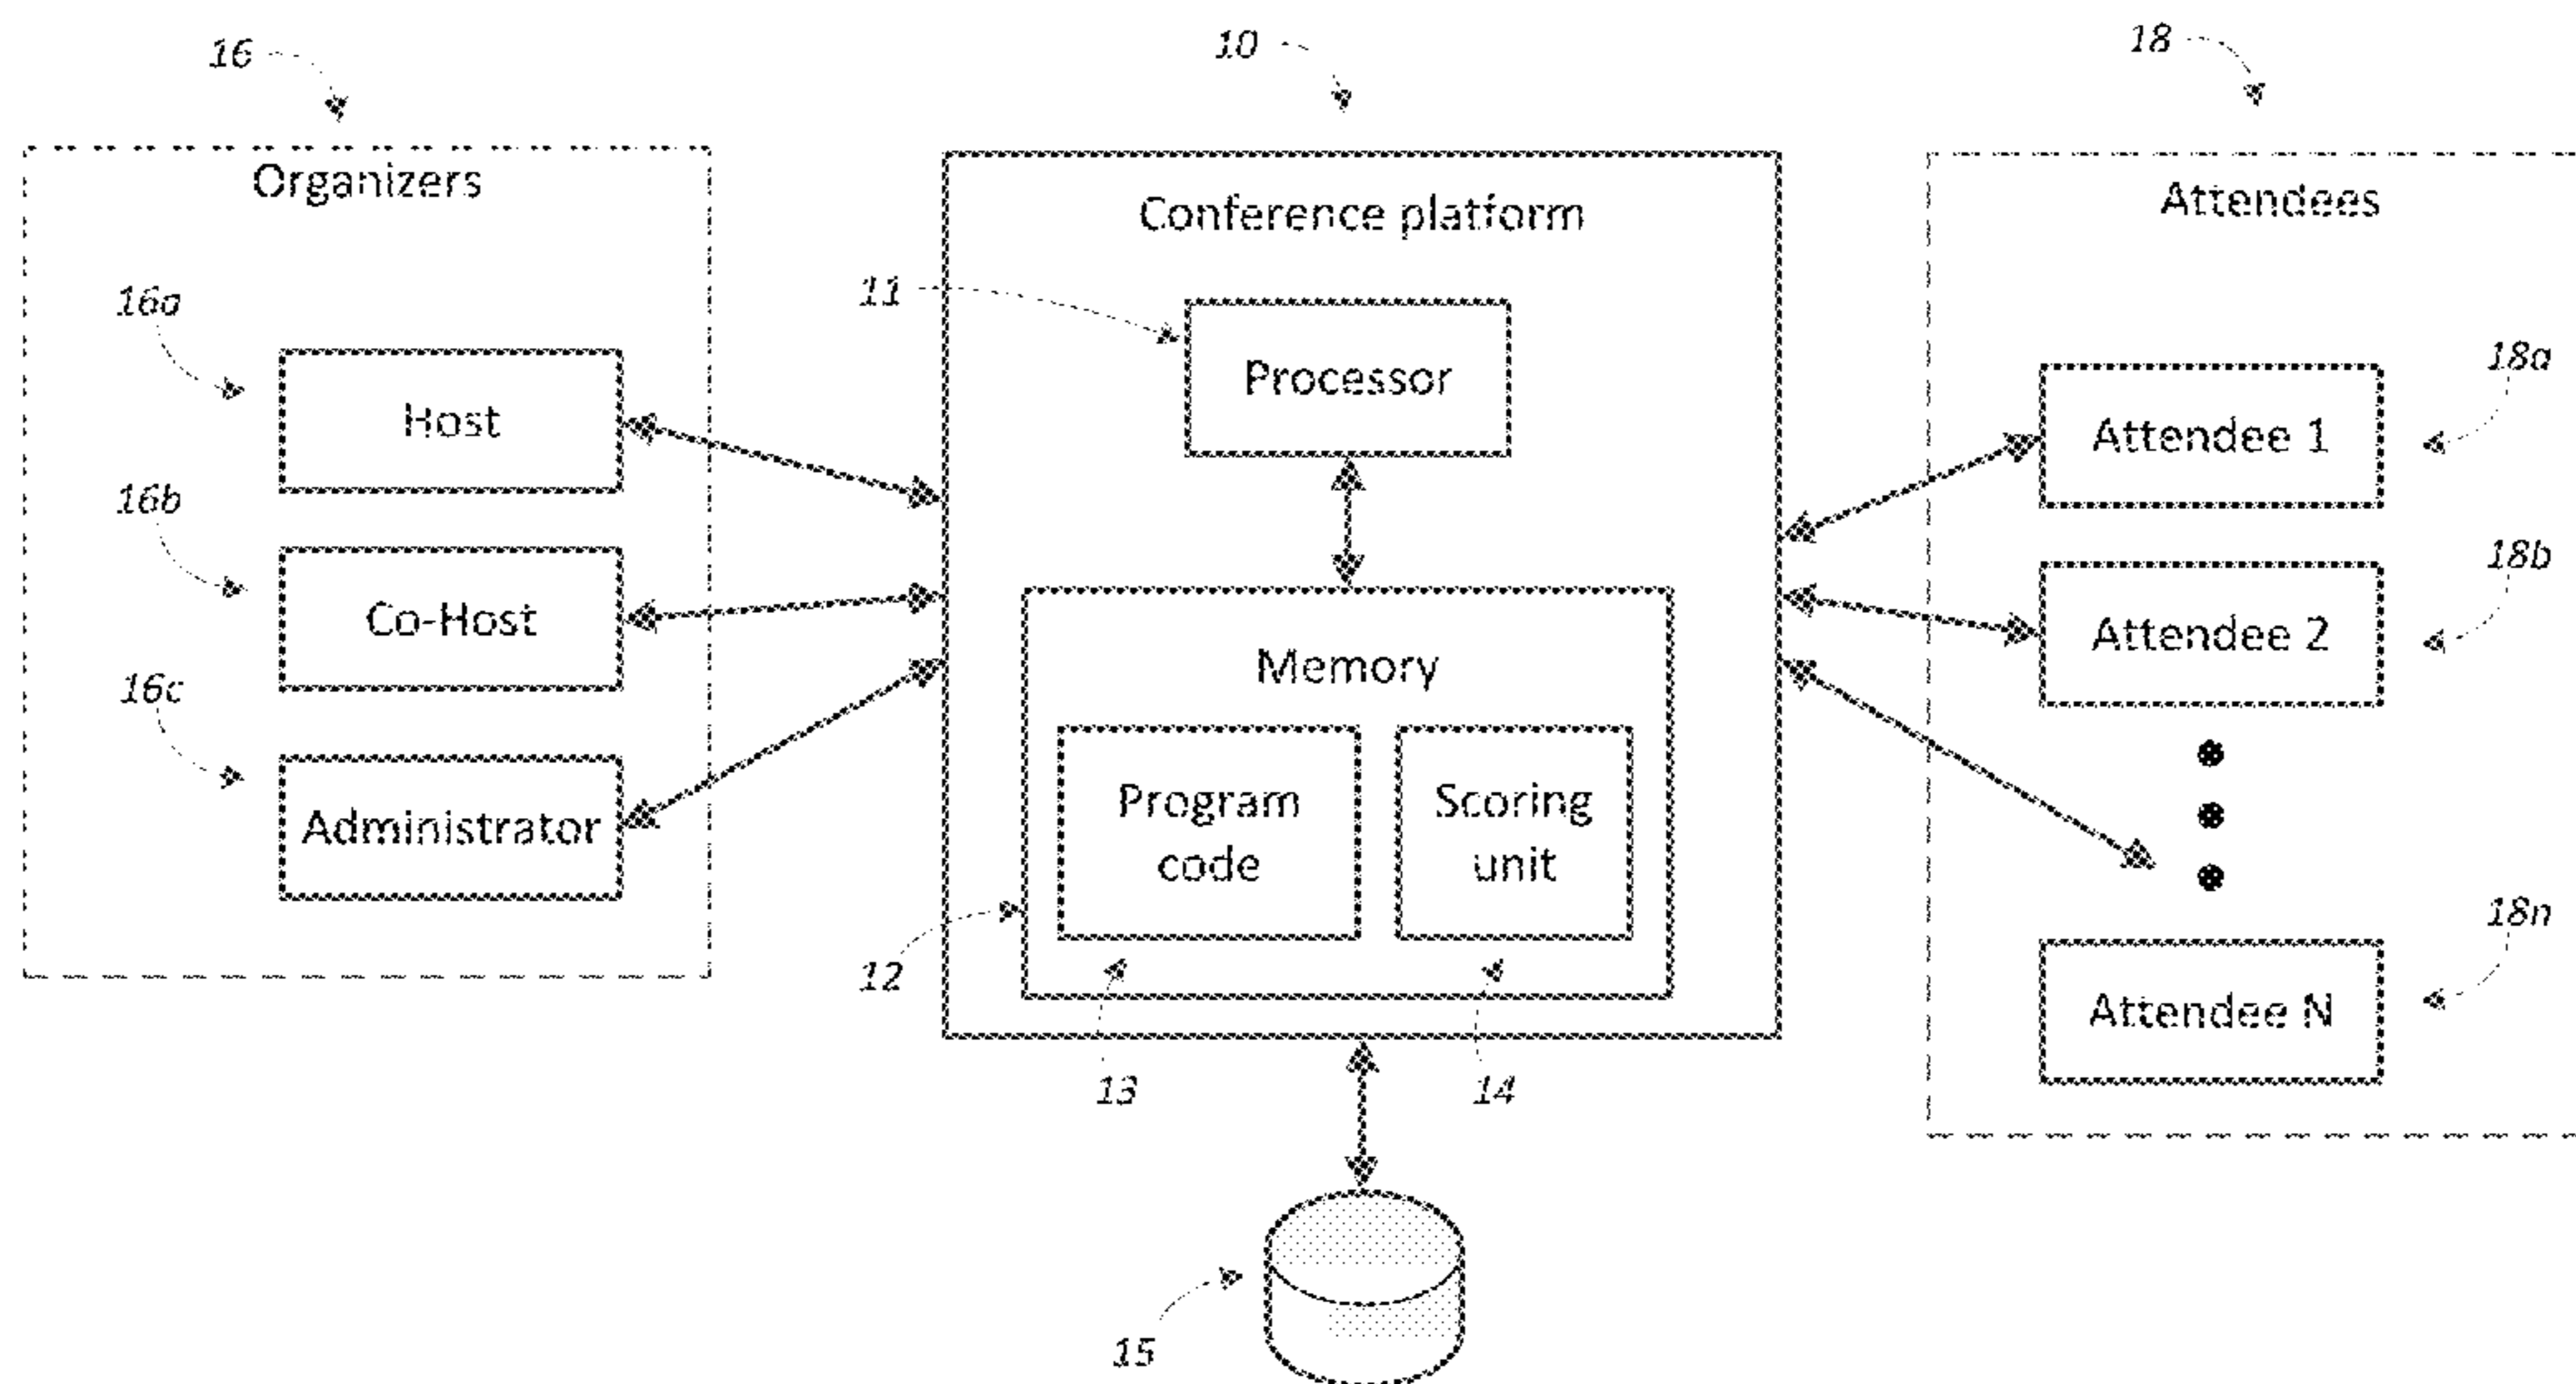 16
10
18
Organizers
Conference platform
Attendees
11
16a
Processor
18a
Host
Attendee 1
16b
18b
Co-Host
Attendee 2
Memory
16c
Program
code
Scoring
unit
Administrator
18n
12
Attendee N
13
14
15